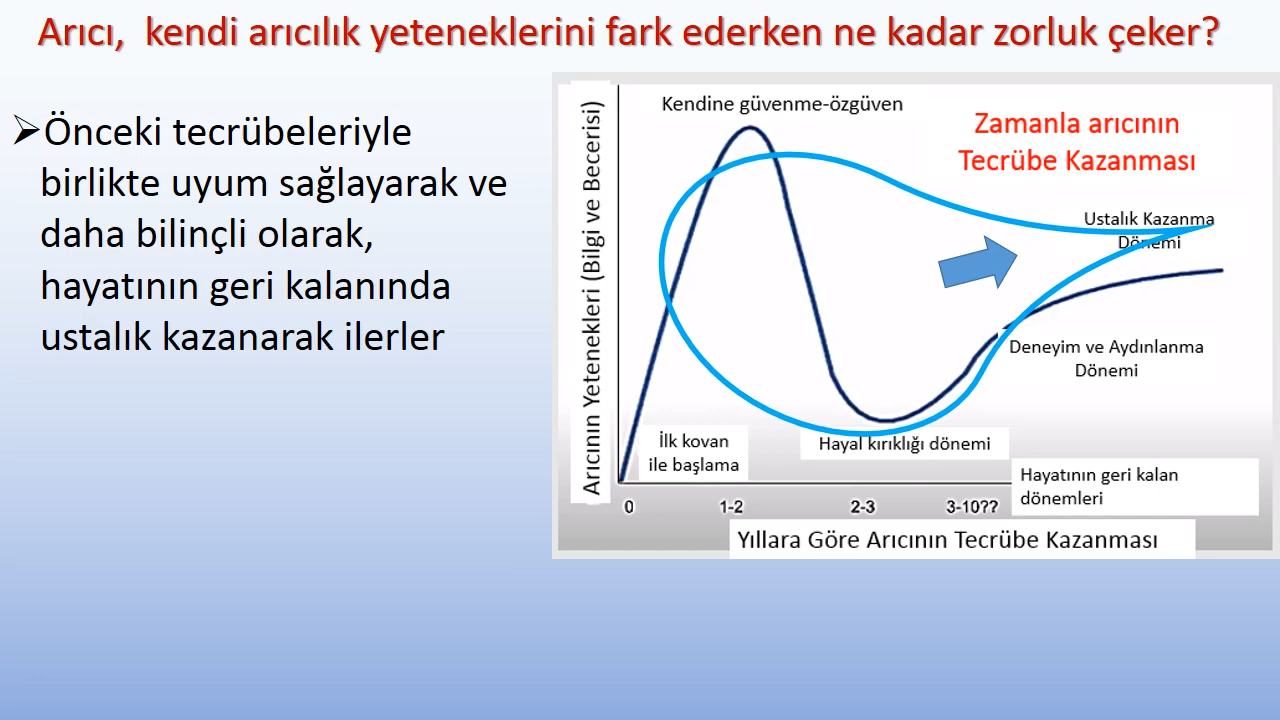 Arıcı, kendi arıcılık yeteneklerini fark ederken ne kadar zorluk çeker?
Önceki tecrübeleriyle
birlikte uyum sağlayarak ve
daha bilinçli olarak,
hayatının geri kalanında
ustalık kazanarak ilerler
Arıcının Yetenekleri (Bilgi ve Becerisi)
Kendine güvenme-özgüven
Zamanla arıcının
Tecrübe Kazanması
Ustalık Kazanma
Dönemi
Deneyim ve Aydınlanma
Dönemi
İlk kovan
ile başlama
Hayal kırıklığı dönemi
Hayatının geri kalan
dönemleri
0 1-2 2-3 3-10??
Yıllara Göre Arıcının Tecrübe Kazanması